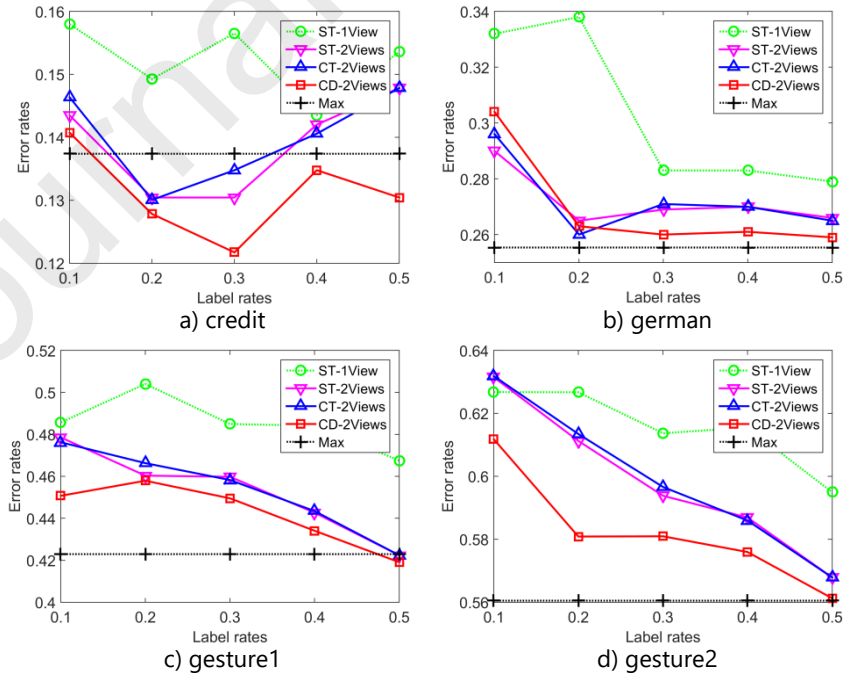 0.16
0.15
0.14
0.13
0.12
Error rates
0.1 0.2 0.3 0.4 0.5
Label rates
ST-1View
ST-2Views
CT-2Views
CD-2Views
Max
a) credit
0.34
0.32
0.3
0.28
0.26
Error rates
0.1 0.2 0.3 0.4 0.5
Label rates
ST-1View
ST-2Views
CT-2Views
CD-2Views
Max
b) german
0.52
0.5
0.48
0.46
0.44
0.42
0.4
Error rates
0.1 0.2 0.3 0.4 0.5
Label rates
ST-1View
ST-2Views
CT-2Views
CD-2Views
Max
c) gesture1
0.64
0.62
0.6
0.58
0.56
Error rates
0.1 0.2 0.3 0.4 0.5
Label rates
ST-1View
ST-2Views
CT-2Views
CD-2Views
Max
d) gesture2